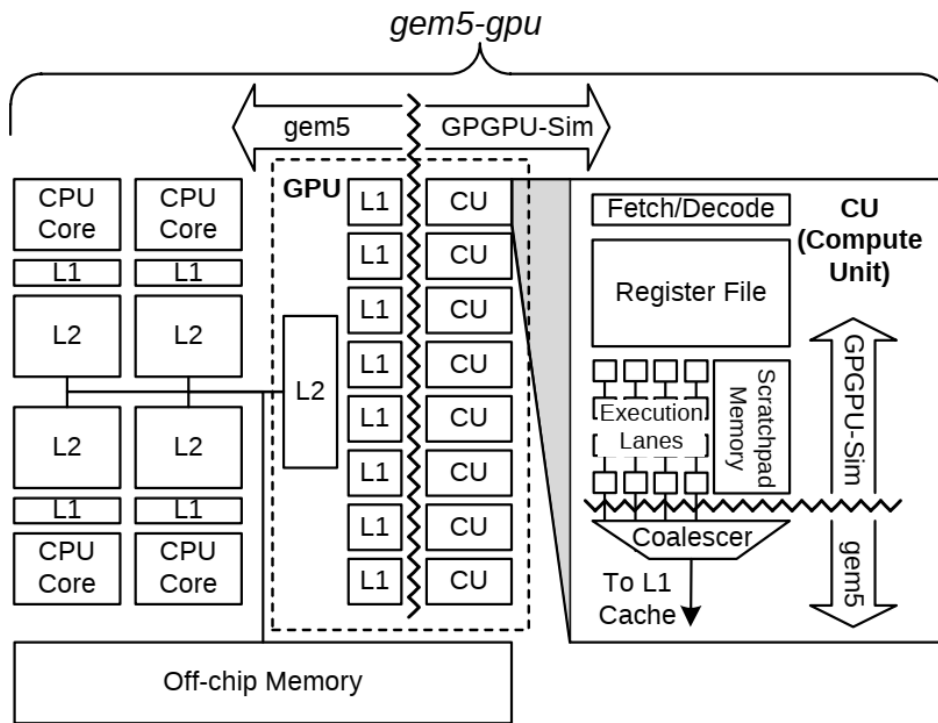 gem5-gpu
gem5
GPGPU-Sim
CPU
Core
CPU
Core
L1
L1
L2
L2
L2
L2
L1
L1
CPU
Core
CPU
Core
GPU
L2
L1
CU
L1
CU
L1
CU
L1
CU
L1
CU
L1
CU
L1
CU
L1
CU
Off-chip Memory
Fetch/Decode
CU
(Compute
Unit)
Register File
Execution
Lanes
Scratchpad
Memory
GPGPU-Sim
Coalescer
gem5
To L1
Cache